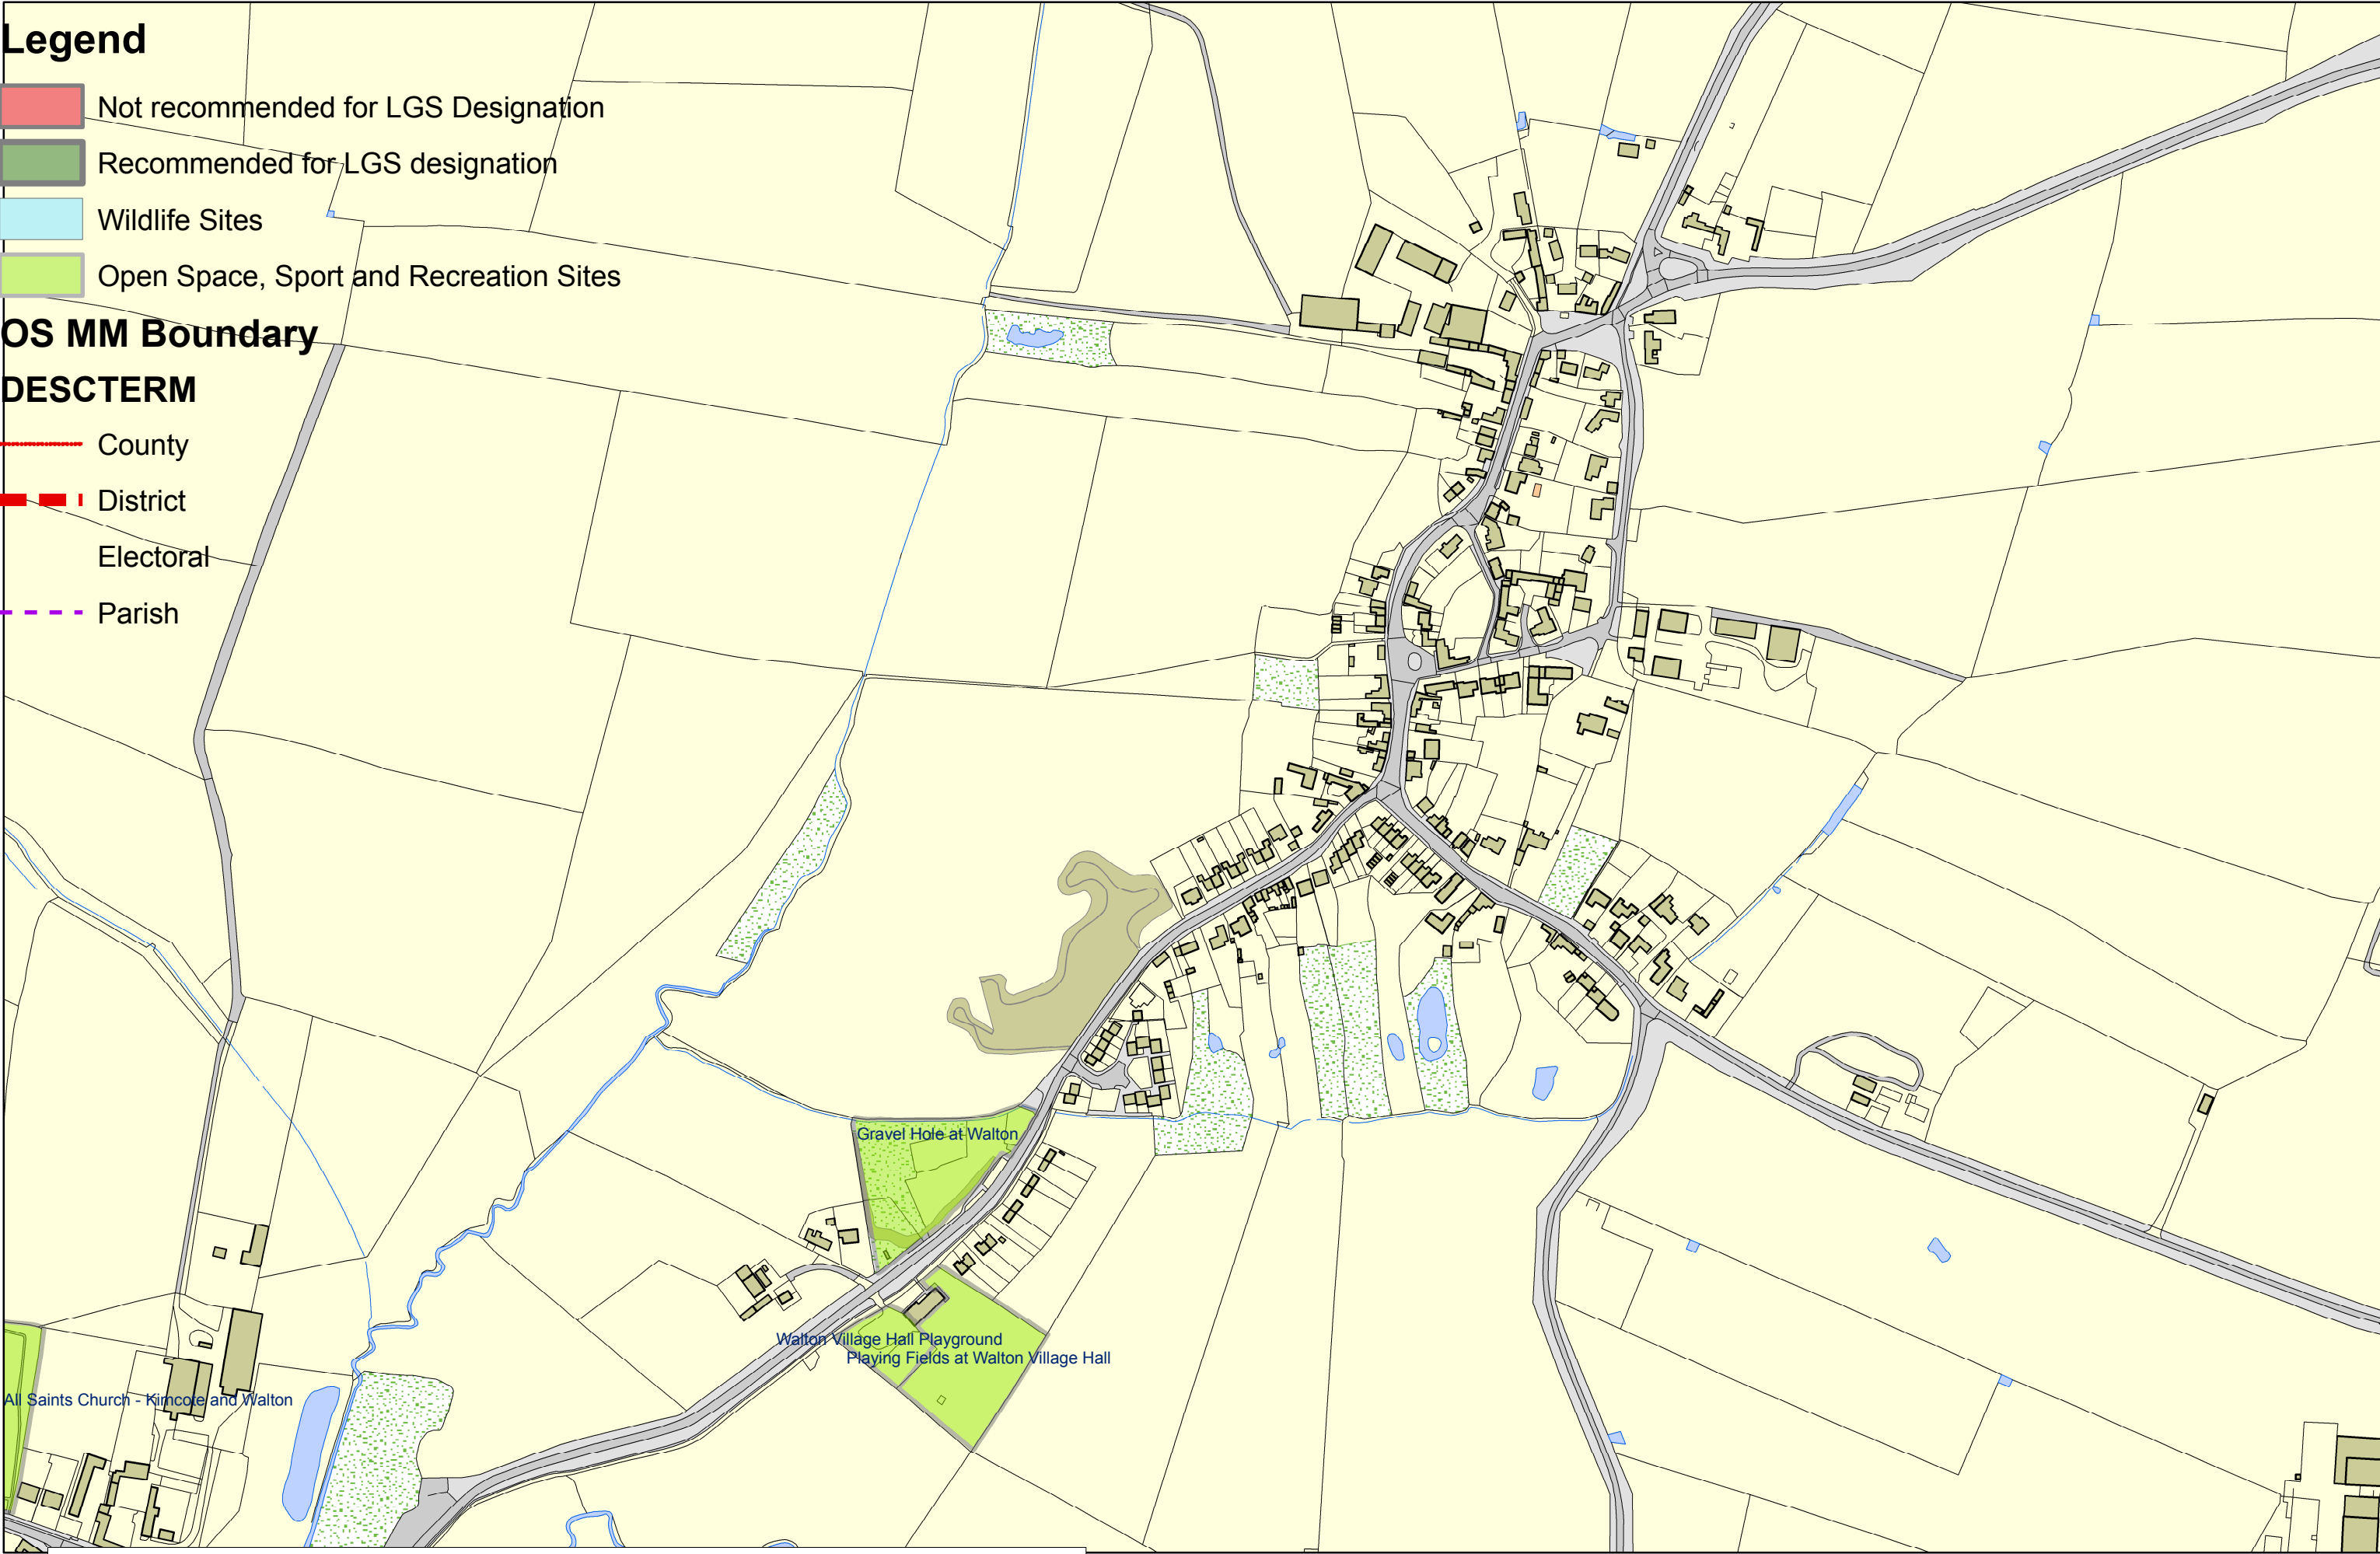 Legend
Not recommended for LGS Designation
Recommended for LGS designation
Wildlife Sites
Open Space, Sport and Recreation Sites
OS MM Boundary
DESCTERM
County
District
Electoral
Parish
Gravel Hole at Walton
Walton Village Hall Playground
Playing Fields at Walton Village Hall
All Saints Church - Kimcote and Walton